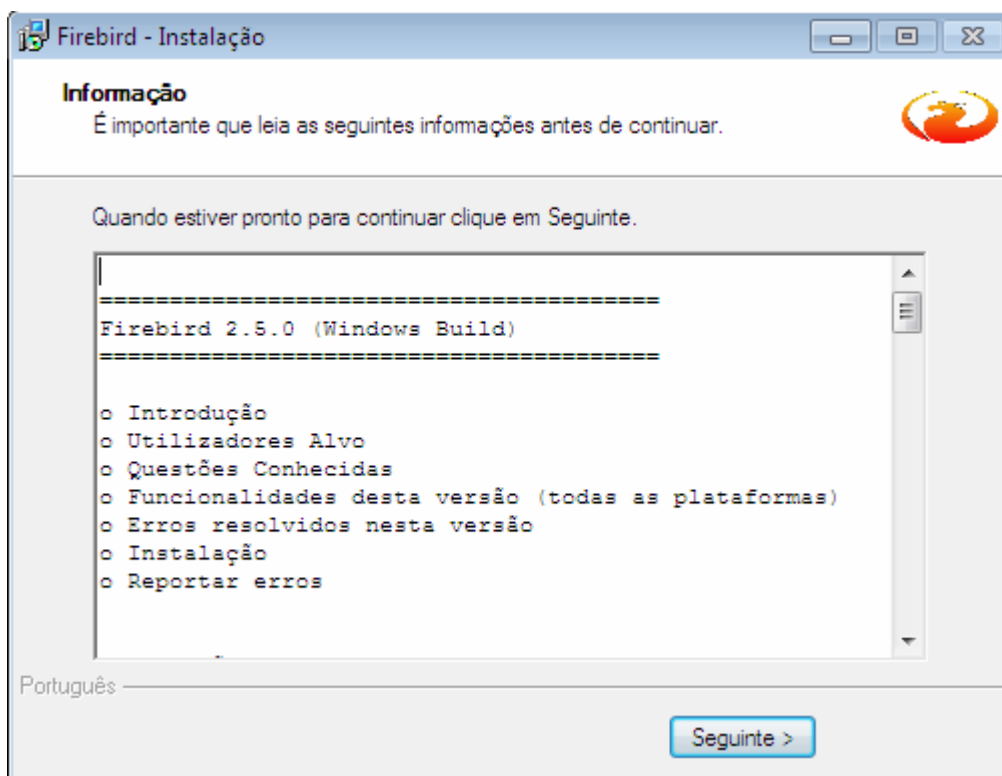 Firebird - Instalação
Informação
É importante que leia as seguintes informações antes de continuar.
Quando estiver pronto para continuar clique em Seguinte.
========================================
Firebird 2.5.0 (Windows Build)
========================================
o Introdução
o Utilizadores Alvo
o Questões Conhecidas
o Funcionalidades desta versão (todas as plataformas)
o Erros resolvidos nesta versão
o Instalação
o Reportar erros
Português
Seguinte >